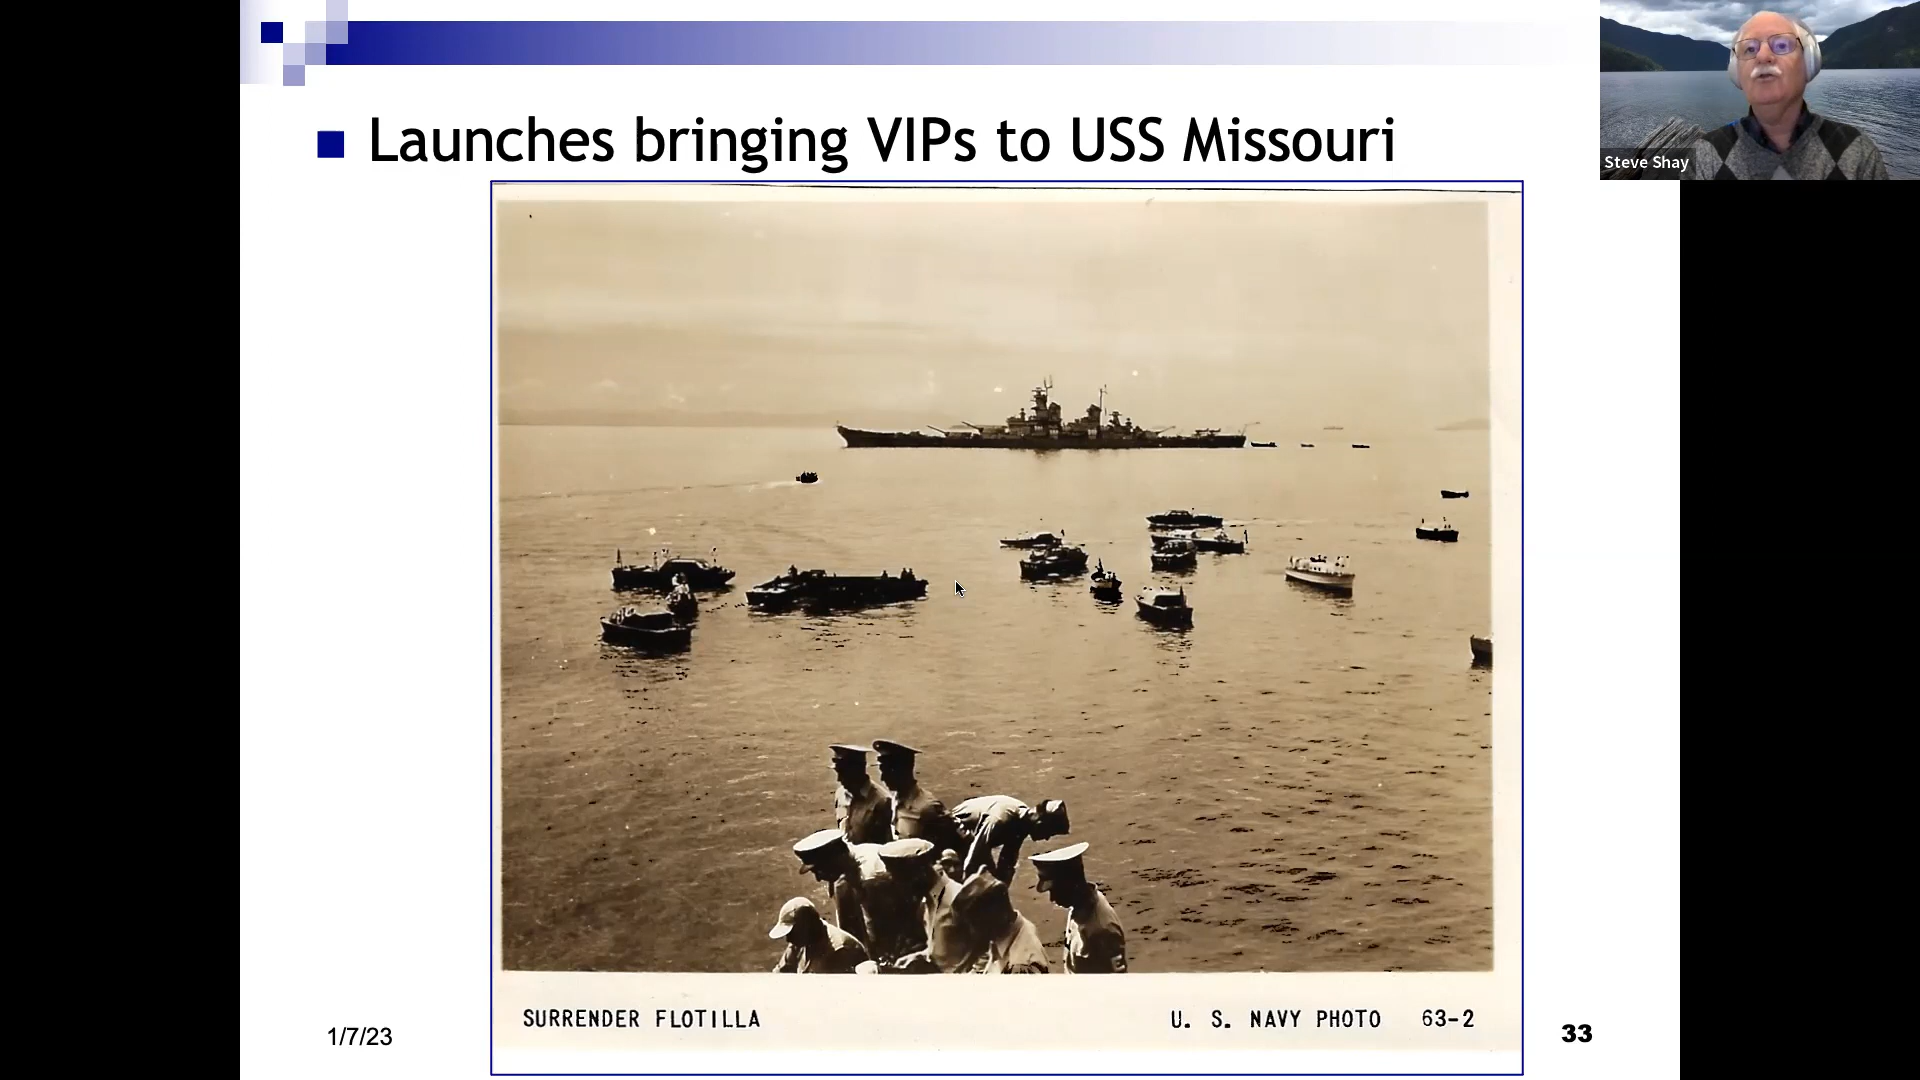 Launches bringing VIPs to USS Missouri
Steve Shay
SURRENDER FLOTILLA U. S. NAVY PHOTO 63-2
1/7/23
33